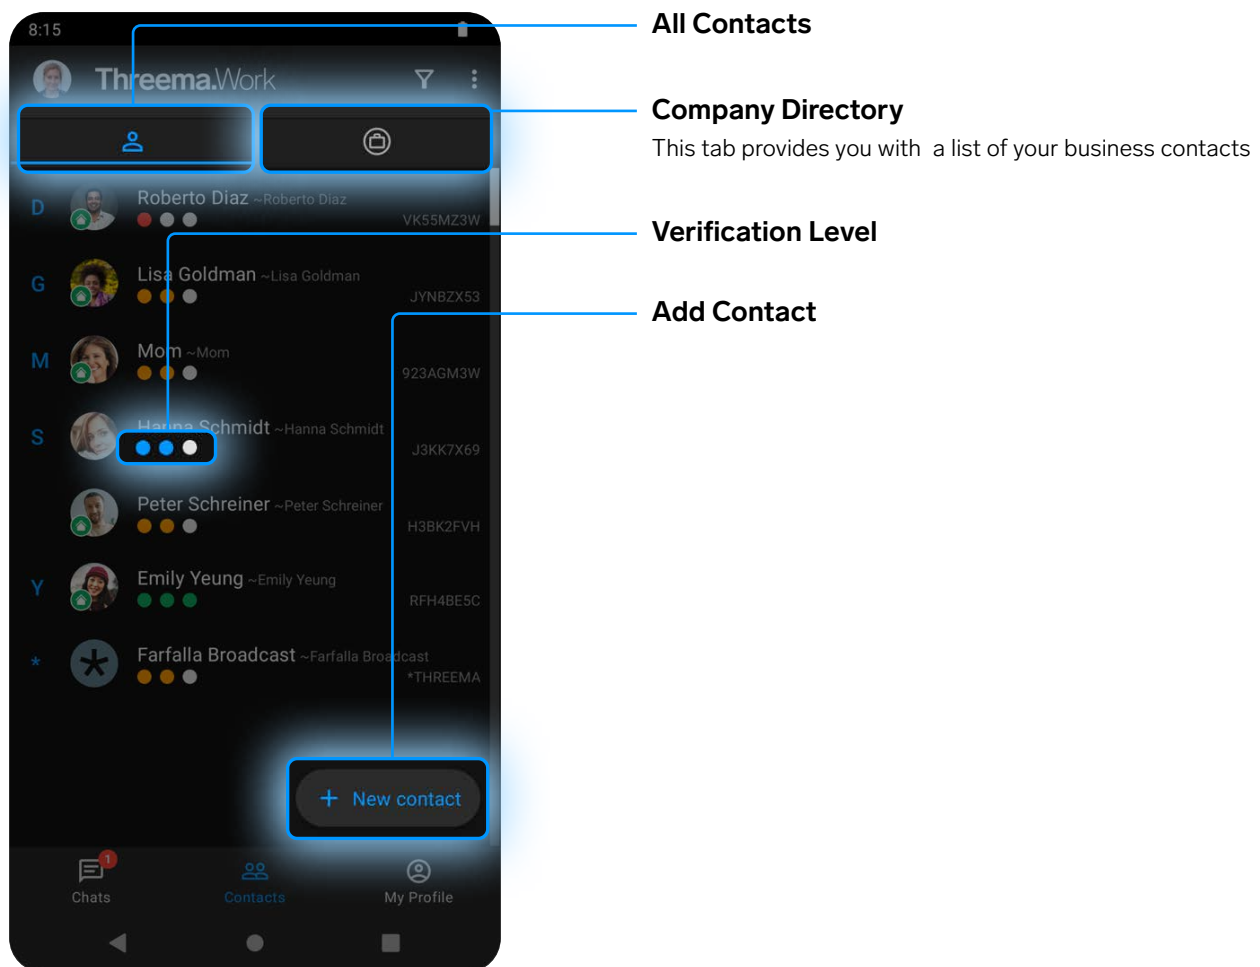 8:15
Threema.Work
D
Roberto Diaz ~Roberto Diaz
VK55MZ3W
G
Lisa Goldman ~Lisa Goldman
JYNBZX53
M
Mom ~Mom
923AGM3W
S
Hanna Schmidt ~Hanna Schmidt
J3KK7X69
Peter Schreiner ~Peter Schreiner
H3BK2FVH
Y
Emily Yeung ~Emily Yeung
RFH4BE5C
*
Farfalla Broadcast ~Farfalla Broadcast
*THREEMA
+ New contact
1
Chats
Contacts
My Profile
All Contacts
Company Directory
This tab provides you with a list of your business contacts
Verification Level
Add Contact